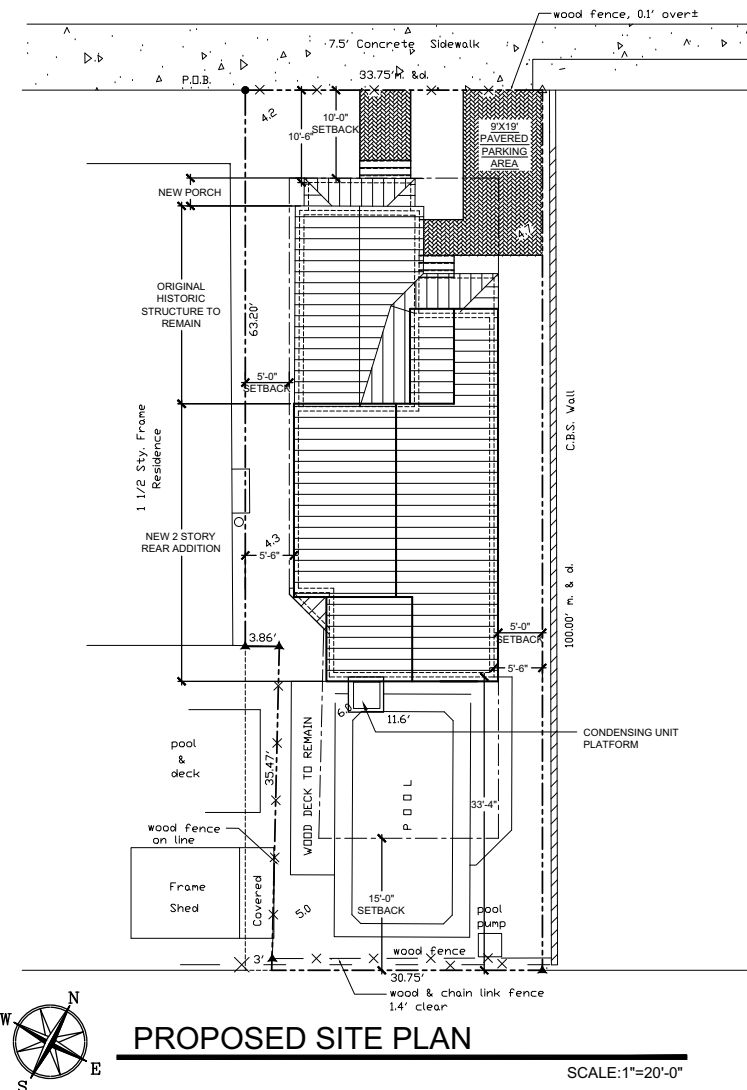 wood fence, 0.1' over±
7.5' Concrete Sidewalk
P.O.B.
33.75'm. &d.
4.2
10'-6"
10'-0"
SETBACK
9'X19'
PAVERED
PARKING
AREA
NEW PORCH
4.7
ORIGINAL
HISTORIC
STRUCTURE TO
REMAIN
63.20'
5'-0"
SETBACK
C.B.S. Wall
1 1/2 Sty. Frame
Residence
NEW 2 STORY
REAR ADDITION
4.3
5'-6"
100.00' m. & d.
5'-0"
SETBACK
3.86'
5'-6"
6.0
11.6'
CONDENSING UNIT
PLATFORM
pool
&
deck
35.47'
WOOD DECK TO REMAIN
POOL
33'-4"
wood fence
on line
Frame
Shed
Covered
5.0
15'-0"
SETBACK
pool
pump
3'
wood fence
30.75'
wood & chain link fence
1.4' clear
N
W
E
S
PROPOSED SITE PLAN
SCALE:1"=20'-0"